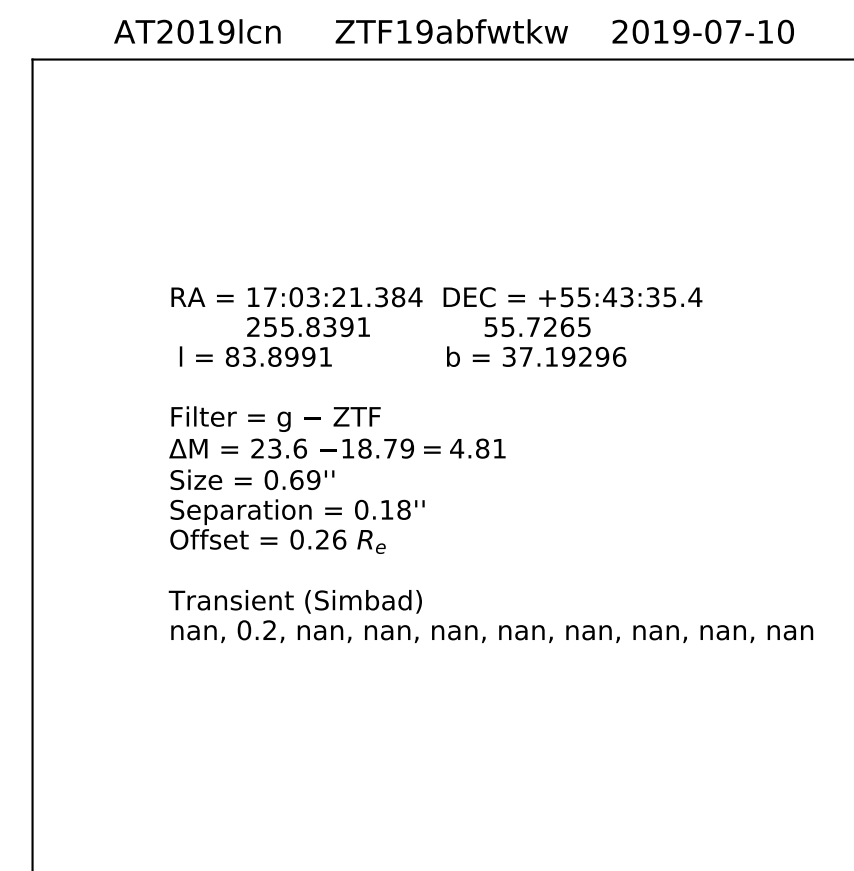 AT2019lcn ZTF19abfwtkw 2019-07-10
RA = 17:03:21.384 DEC = +55:43:35.4
255.8391 55.7265
l = 83.8991 b = 37.19296
Filter = g − ZTF
ΔM = 23.6 −18.79 = 4.81
Size = 0.69''
Separation = 0.18''
Offset = 0.26 Re
Transient (Simbad)
nan, 0.2, nan, nan, nan, nan, nan, nan, nan, nan